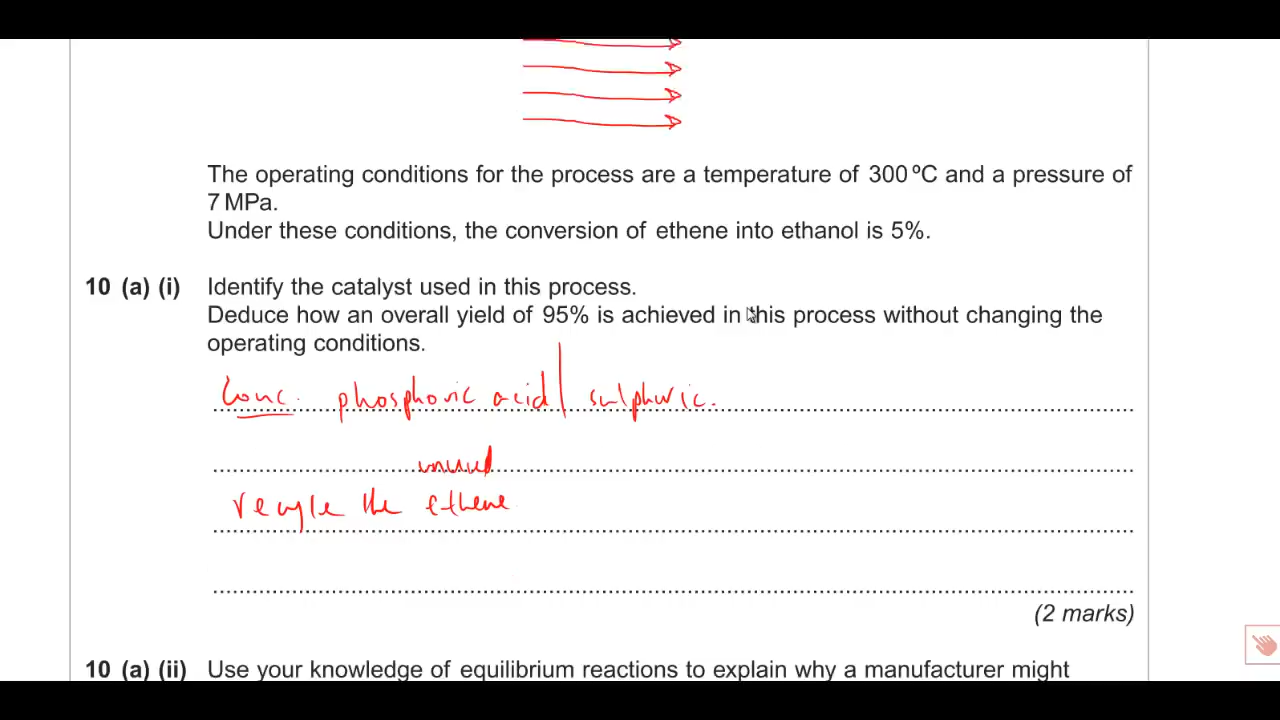 The operating conditions for the process are a temperature of 300 ºC and a pressure of
7 MPa.
Under these conditions, the conversion of ethene into ethanol is 5%.
10 (a) (i) Identify the catalyst used in this process.
Deduce how an overall yield of 95% is achieved in this process without changing the
operating conditions.
Conc. phosphoric acid / sulphuric.
unused
recycle the ethene
(2 marks)
10 (a) (ii) Use your knowledge of equilibrium reactions to explain why a manufacturer might